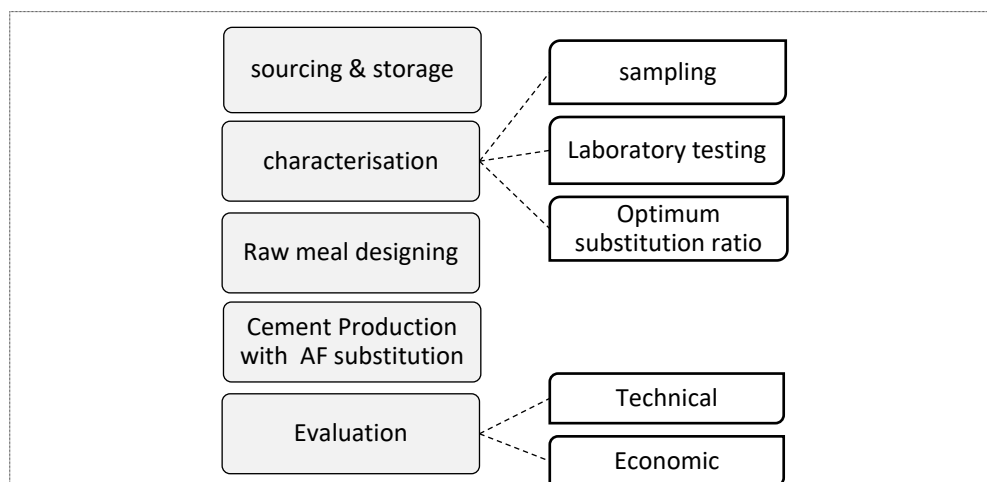 sourcing & storage
characterisation
Raw meal designing
Cement Production
with AF substitution
Evaluation
sampling
Laboratory testing
Optimum
substitution ratio
Technical
Economic